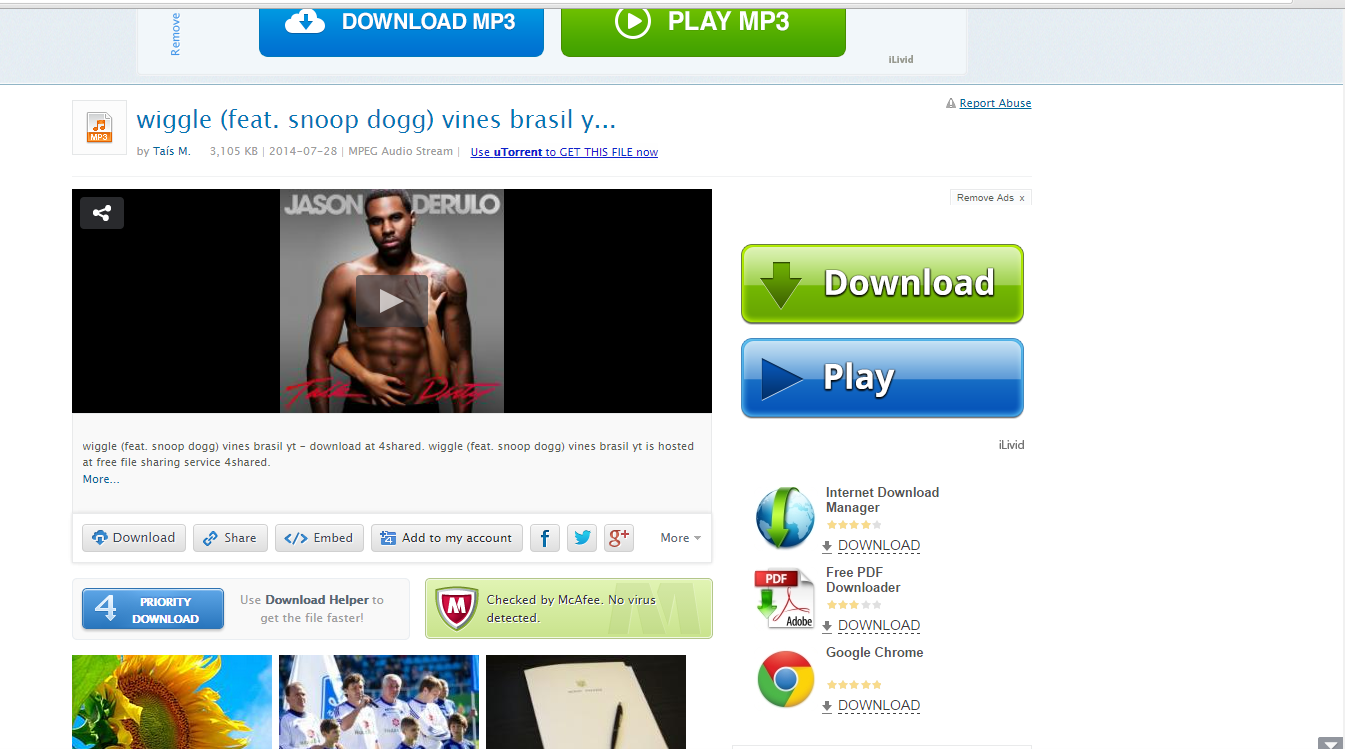 Remove
DOWNLOAD MP3
PLAY MP3
iLivid
MP3
wiggle (feat. snoop dogg) vines brasil y...
Report Abuse
by Taís M. 3,105 KB | 2014-07-28 | MPEG Audio Stream | Use uTorrent to GET THIS FILE now
Remove Ads x
JASON DERULO
Talk Dirty
Download
Play
iLivid
wiggle (feat. snoop dogg) vines brasil yt - download at 4shared. wiggle (feat. snoop dogg) vines brasil yt is hosted
at free file sharing service 4shared.
More...
Download
Share
Embed
4
Add to my account
f
g+
More
4
PRIORITY
DOWNLOAD
Use Download Helper to
get the file faster!
M
Checked by McAfee. No virus
detected.
Internet Download
Manager
DOWNLOAD
PDF
Adobe
Free PDF
Downloader
DOWNLOAD
Google Chrome
DOWNLOAD